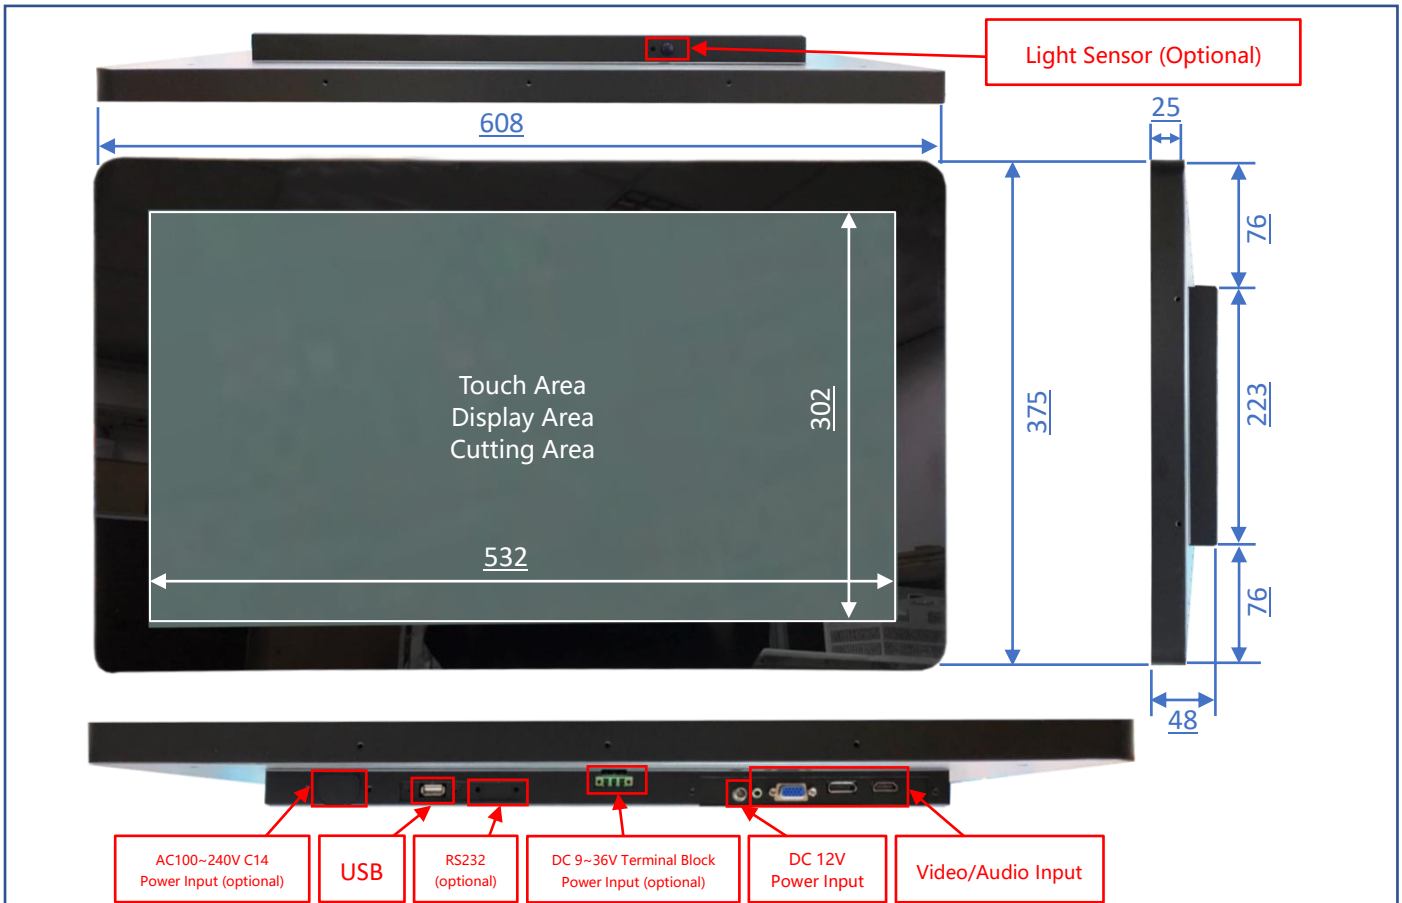 Light Sensor (Optional)
608
25
76
Touch Area
Display Area
Cutting Area
302
375
223
532
76
48
AC100~240V C14
Power Input (optional)
USB
RS232
(optional)
DC 9~36V Terminal Block
Power Input (optional)
DC 12V
Power Input
Video/Audio Input